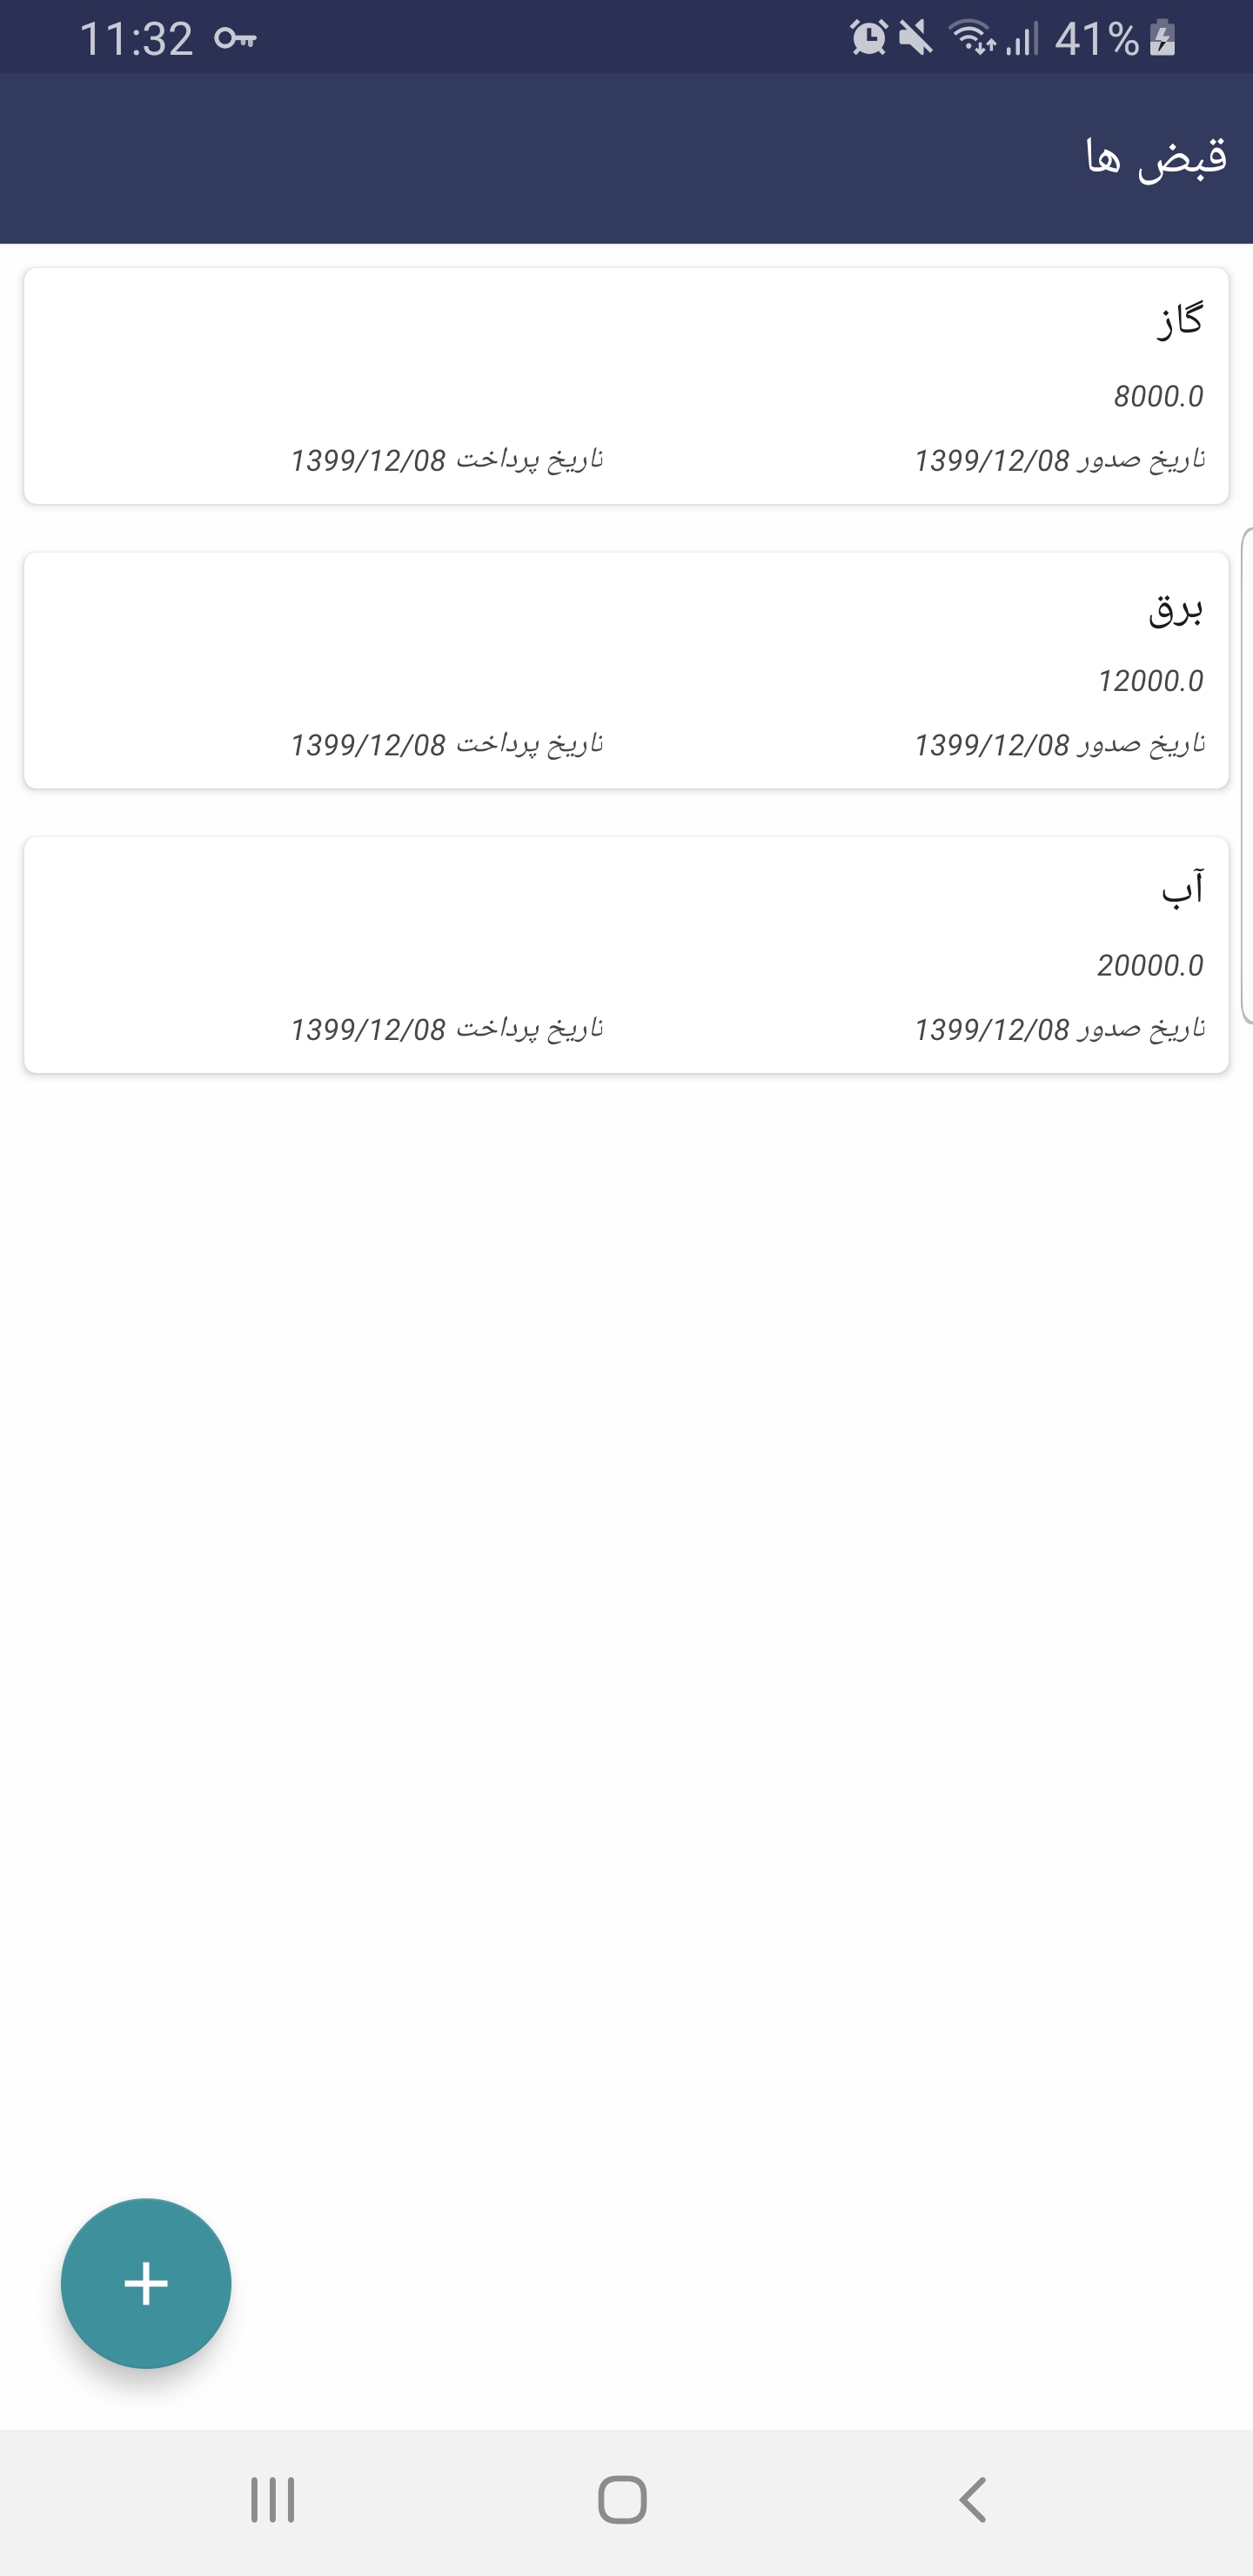 11:32 41%
قبض ها
گاز
8000.0
تاریخ صدور 1399/12/08 تاریخ پرداخت 1399/12/08
برق
12000.0
تاریخ صدور 1399/12/08 تاریخ پرداخت 1399/12/08
آب
20000.0
تاریخ صدور 1399/12/08 تاریخ پرداخت 1399/12/08